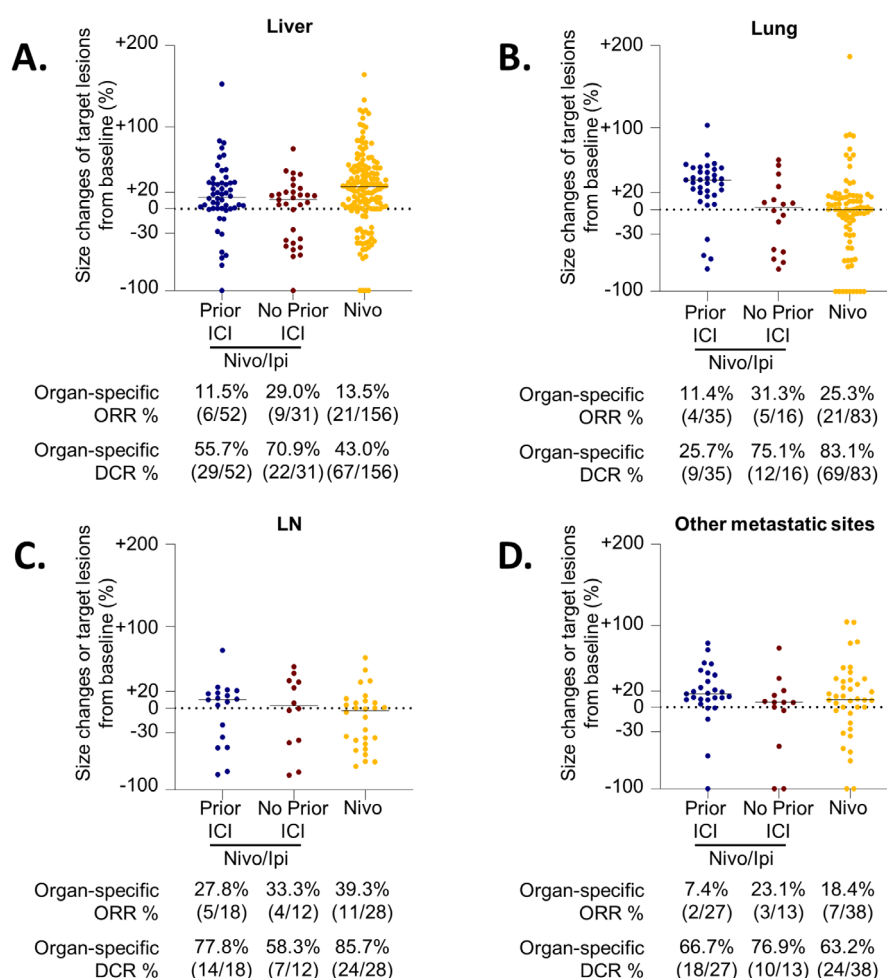 A.
Liver
Size changes of target lesions
from baseline (%)
+200
+100
+20
0
-30
-100
Prior
ICI
No Prior
ICI
Nivo
Nivo/Ipi
Organ-specific 11.5% 29.0% 13.5%
ORR % (6/52) (9/31) (21/156)
Organ-specific 55.7% 70.9% 43.0%
DCR % (29/52) (22/31) (67/156)
B.
Lung
Size changes of target lesions
from baseline (%)
+200
+100
+20
0
-30
-100
Prior
ICI
No Prior
ICI
Nivo
Nivo/Ipi
Organ-specific 11.4% 31.3% 25.3%
ORR % (4/35) (5/16) (21/83)
Organ-specific 25.7% 75.1% 83.1%
DCR % (9/35) (12/16) (69/83)
C.
LN
Size changes or target lesions
from baseline (%)
+200
+100
+20
0
-30
-100
Prior
ICI
No Prior
ICI
Nivo
Nivo/Ipi
Organ-specific 27.8% 33.3% 39.3%
ORR % (5/18) (4/12) (11/28)
Organ-specific 77.8% 58.3% 85.7%
DCR % (14/18) (7/12) (24/28)
D.
Other metastatic sites
Size changes or target lesions
from baseline (%)
+200
+100
+20
0
-30
-100
Prior
ICI
No Prior
ICI
Nivo
Nivo/Ipi
Organ-specific 7.4% 23.1% 18.4%
ORR % (2/27) (3/13) (7/38)
Organ-specific 66.7% 76.9% 63.2%
DCR % (18/27) (10/13) (24/38)